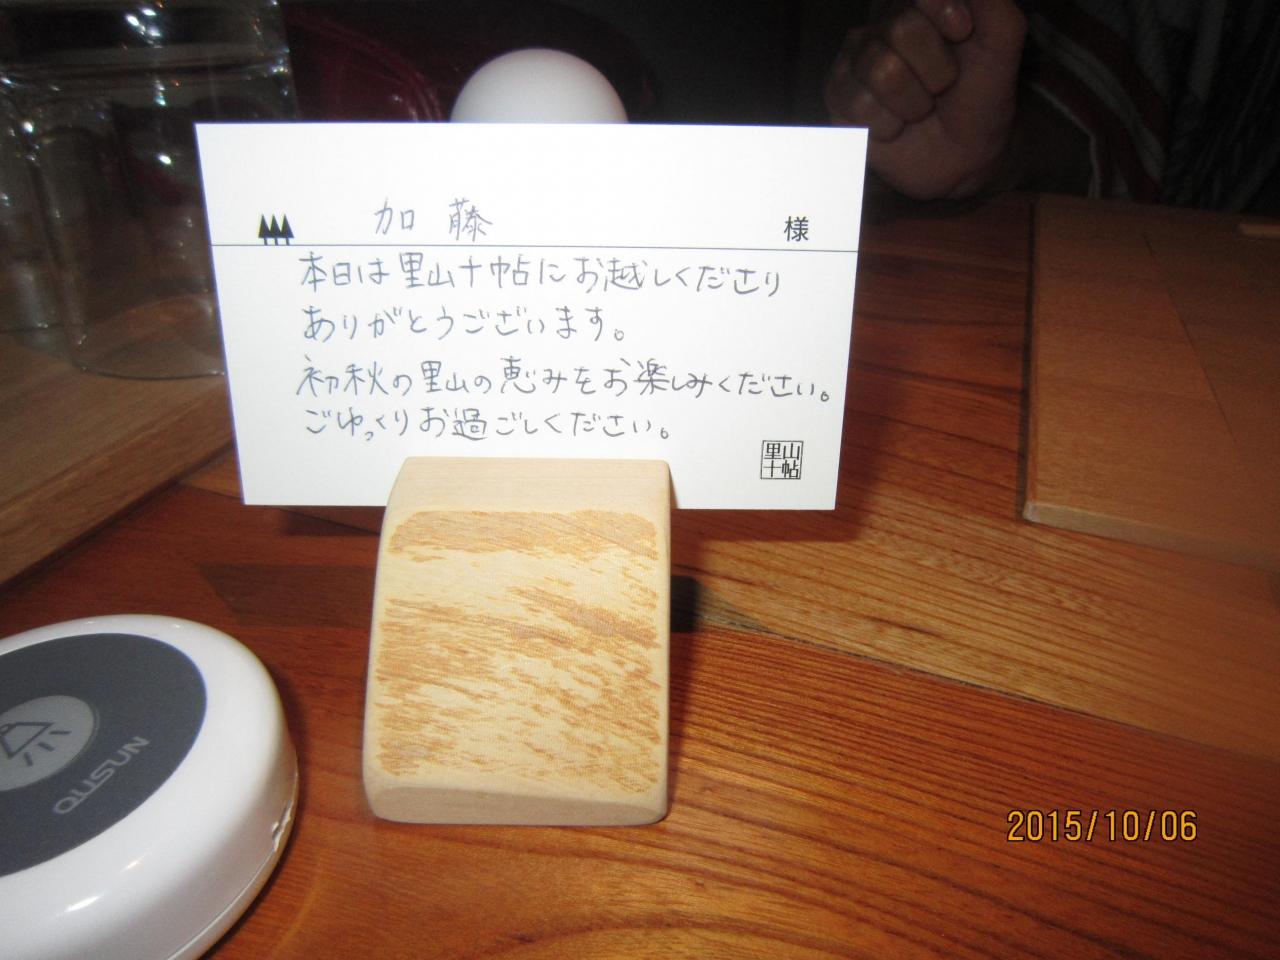 加藤 様
本日は里山十帖にお越しくださり
ありがとうございます。
初秋の里山の恵みをお楽しみください。
ごゆっくりお過ごしください。
里山
十帖
2015/10/06